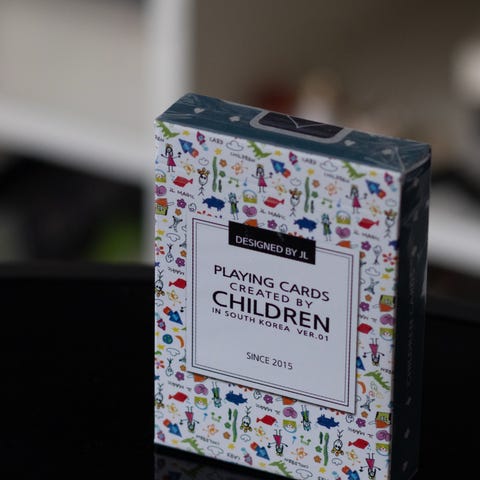 DESIGNED BY JL
PLAYING CARDS
CREATED BY
CHILDREN
IN SOUTH KOREA VER.01
SINCE 2015